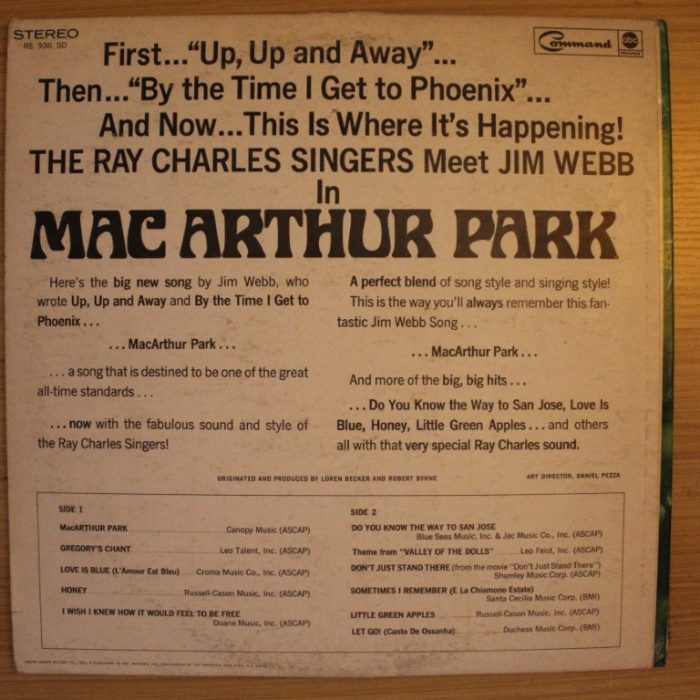 STEREO
RS 936 SD
Command abc RECORDS
First..."Up, Up and Away"...
Then..."By the Time I Get to Phoenix"...
And Now...This Is Where It's Happening!
THE RAY CHARLES SINGERS Meet JIM WEBB
In
MAC ARTHUR PARK
Here's the big new song by Jim Webb, who
wrote Up, Up and Away and By the Time I Get to
Phoenix...
...MacArthur Park...
...a song that is destined to be one of the great
all-time standards...
...now with the fabulous sound and style of
the Ray Charles Singers!
A perfect blend of song style and singing style!
This is the way you'll always remember this fan-
tastic Jim Webb Song...
...MacArthur Park...
And more of the big, big hits...
...Do You Know the Way to San Jose, Love Is
Blue, Honey, Little Green Apples...and others
all with that very special Ray Charles sound.
ORIGINATED AND PRODUCED BY LOREN BECKER AND ROBERT BYRNE
ART DIRECTOR, DANIEL PEZZA
SIDE 1
MacARTHUR PARK Canopy Music (ASCAP)
GREGORY'S CHANT Leo Talent, Inc. (ASCAP)
LOVE IS BLUE (L'Amour Est Bleu) Croma Music Co., Inc. (ASCAP)
HONEY Russell-Cason Music, Inc. (ASCAP)
I WISH I KNEW HOW IT WOULD FEEL TO BE FREE
Duane Music, Inc. (ASCAP)
SIDE 2
DO YOU KNOW THE WAY TO SAN JOSE
Blue Seas Music, Inc. & Jac Music Co., Inc. (ASCAP)
Theme from "VALLEY OF THE DOLLS" Leo Feist, Inc. (ASCAP)
DON'T JUST STAND THERE (from the movie "Don't Just Stand There")
Shamley Music Corp. (ASCAP)
SOMETIMES I REMEMBER (E La Chiamone Estate)
Santa Cecilia Music Corp. (BMI)
LITTLE GREEN APPLES Russell-Cason Music, Inc. (ASCAP)
LET GO! (Canto De Ossanha) Duchess Music Corp. (BMI)